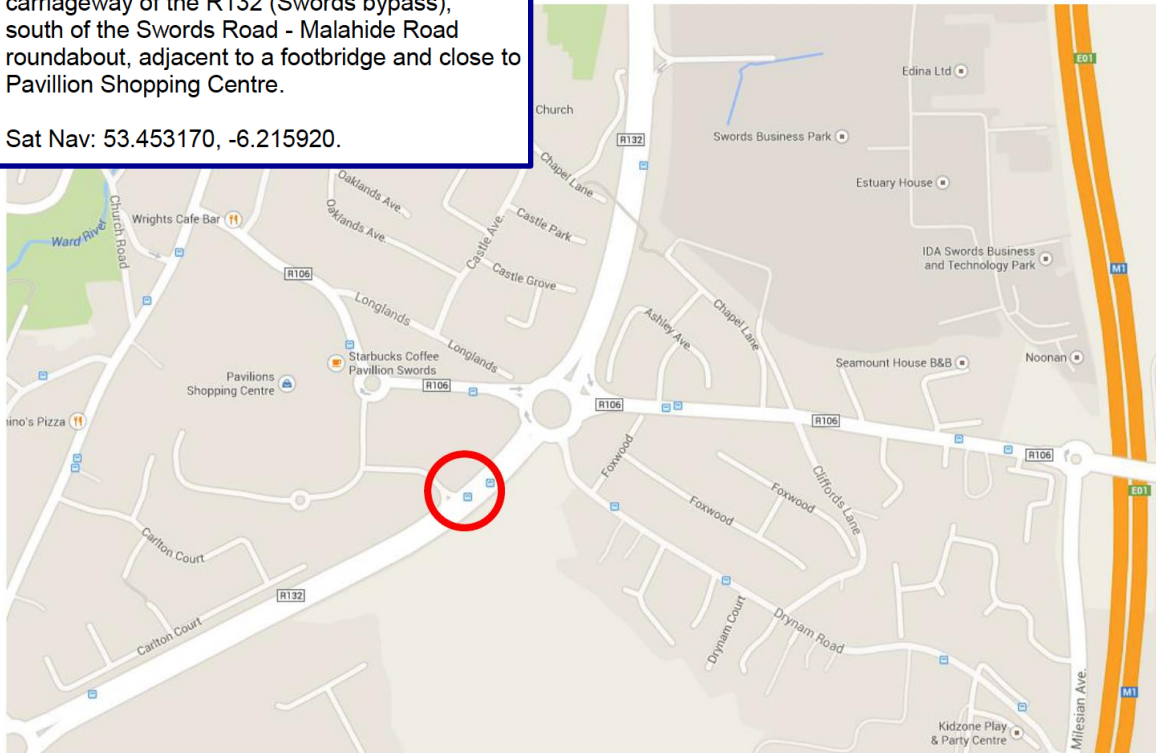 carriageway of the R132 (Swords bypass),
south of the Swords Road - Malahide Road
roundabout, adjacent to a footbridge and close to
Pavillion Shopping Centre.
Sat Nav: 53.453170, -6.215920.
E01
Edina Ltd
Church
R132
Swords Business Park
Chapel Lane
Oaklands Ave.
Estuary House
Church Road
Wrights Cafe Bar
Oaklands Ave.
Castle Park
Ward River
Castle Ave.
IDA Swords Business
and Technology Park
M1
R106
Castle Grove
Longlands
Ashley Ave.
Chapel Lane
Longlands
Starbucks Coffee
Pavillion Swords
Seamount House B&B
Noonan
Pavilions
Shopping Centre
R106
R106
R106
ino's Pizza
Foxwood
R106
Cliffords Lane
E01
Foxwood
Foxwood
Carlton Court
R132
Drynam Court
Drynam Road
Carlton Court
Milesian Ave.
M1
Kidzone Play
& Party Centre